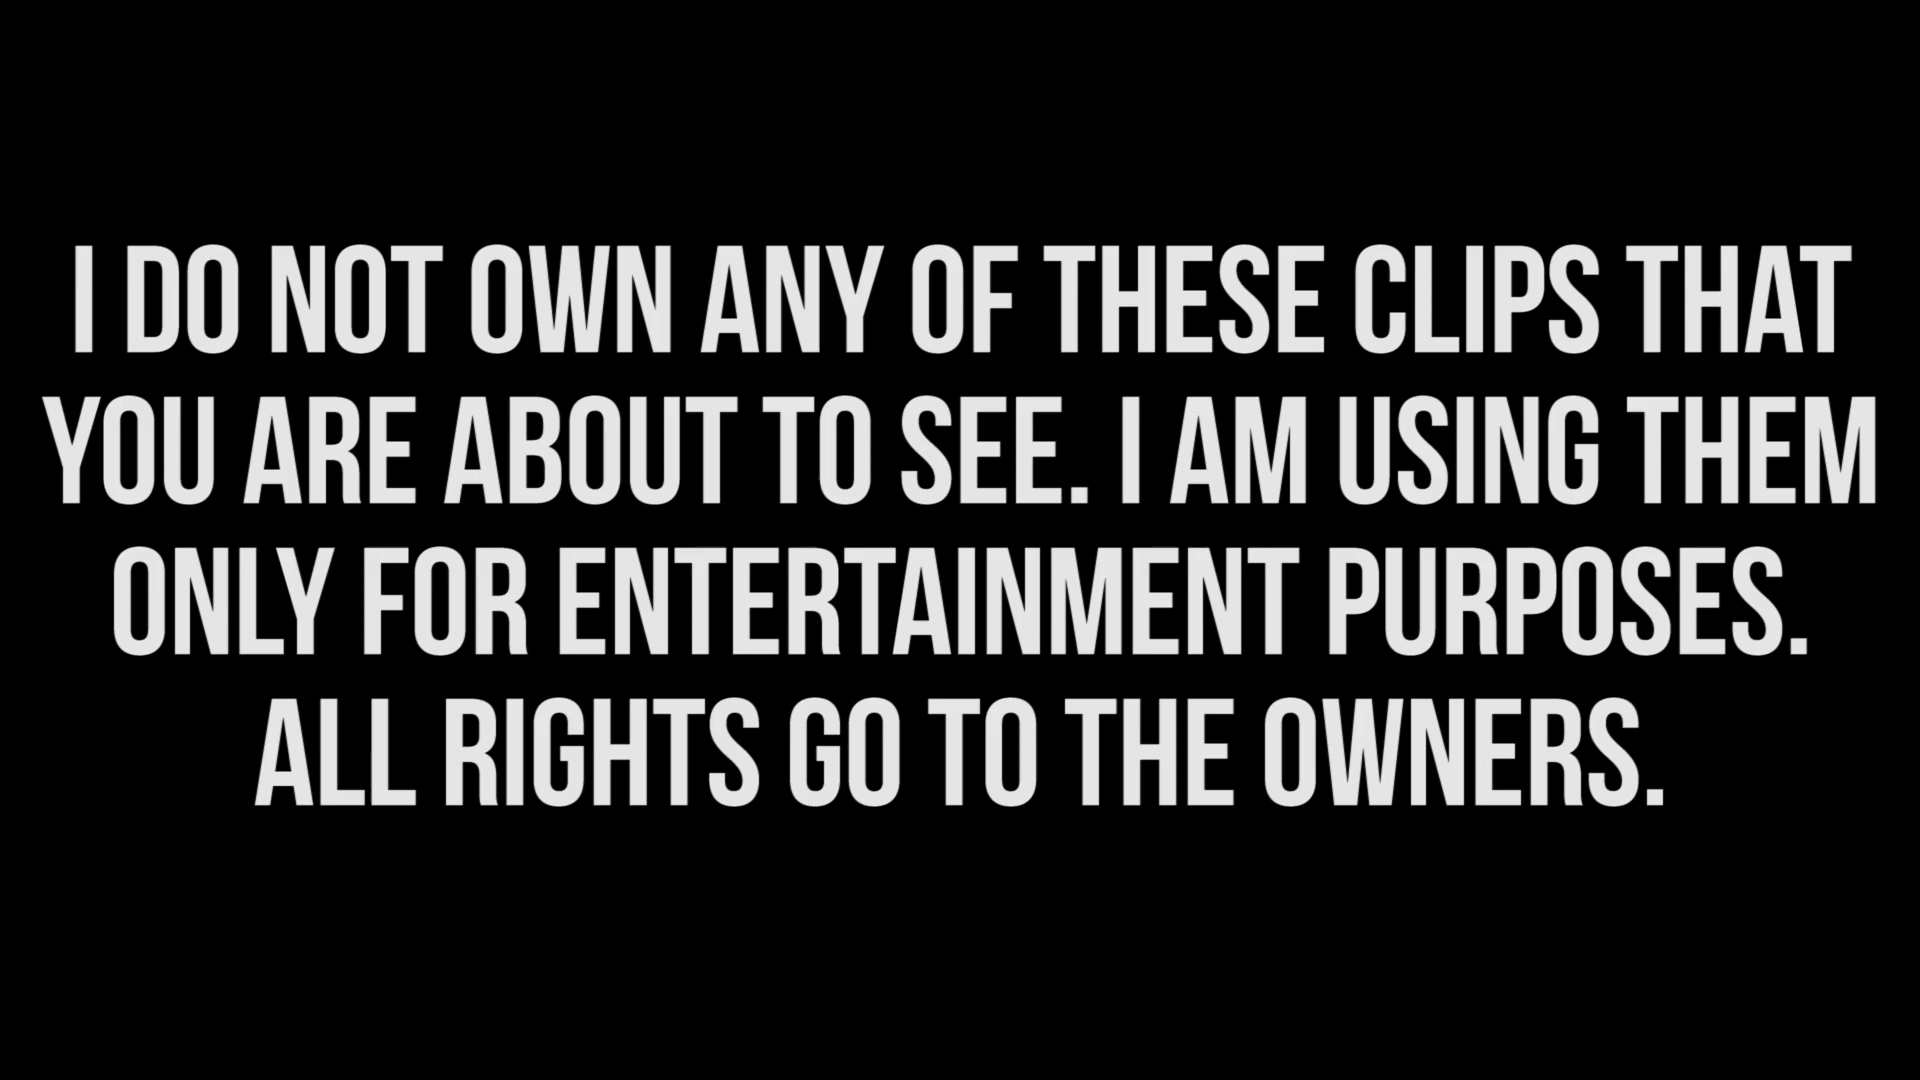 I DO NOT OWN ANY OF THESE CLIPS THAT
YOU ARE ABOUT TO SEE. I AM USING THEM
ONLY FOR ENTERTAINMENT PURPOSES.
ALL RIGHTS GO TO THE OWNERS.